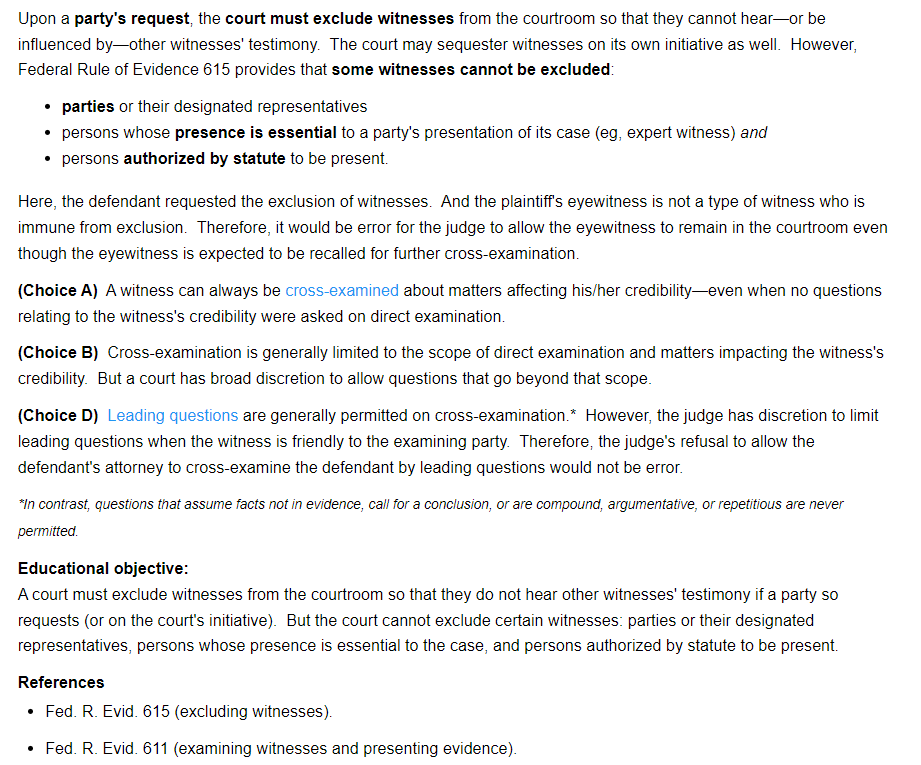 Upon a party's request, the court must exclude witnesses from the courtroom so that they cannot hear—or be
influenced by—other witnesses' testimony.  The court may sequester witnesses on its own initiative as well.  However,
Federal Rule of Evidence 615 provides that some witnesses cannot be excluded:
• parties or their designated representatives
• persons whose presence is essential to a party's presentation of its case (eg, expert witness) and
• persons authorized by statute to be present.
Here, the defendant requested the exclusion of witnesses.  And the plaintiff's eyewitness is not a type of witness who is
immune from exclusion.  Therefore, it would be error for the judge to allow the eyewitness to remain in the courtroom even
though the eyewitness is expected to be recalled for further cross-examination.
(Choice A)  A witness can always be cross-examined about matters affecting his/her credibility—even when no questions
relating to the witness's credibility were asked on direct examination.
(Choice B)  Cross-examination is generally limited to the scope of direct examination and matters impacting the witness's
credibility.  But a court has broad discretion to allow questions that go beyond that scope.
(Choice D)  Leading questions are generally permitted on cross-examination.*  However, the judge has discretion to limit
leading questions when the witness is friendly to the examining party.  Therefore, the judge's refusal to allow the
defendant's attorney to cross-examine the defendant by leading questions would not be error.
*In contrast, questions that assume facts not in evidence, call for a conclusion, or are compound, argumentative, or repetitious are never
permitted.
Educational objective:
A court must exclude witnesses from the courtroom so that they do not hear other witnesses' testimony if a party so
requests (or on the court's initiative).  But the court cannot exclude certain witnesses: parties or their designated
representatives, persons whose presence is essential to the case, and persons authorized by statute to be present.
References
• Fed. R. Evid. 615 (excluding witnesses).
• Fed. R. Evid. 611 (examining witnesses and presenting evidence).